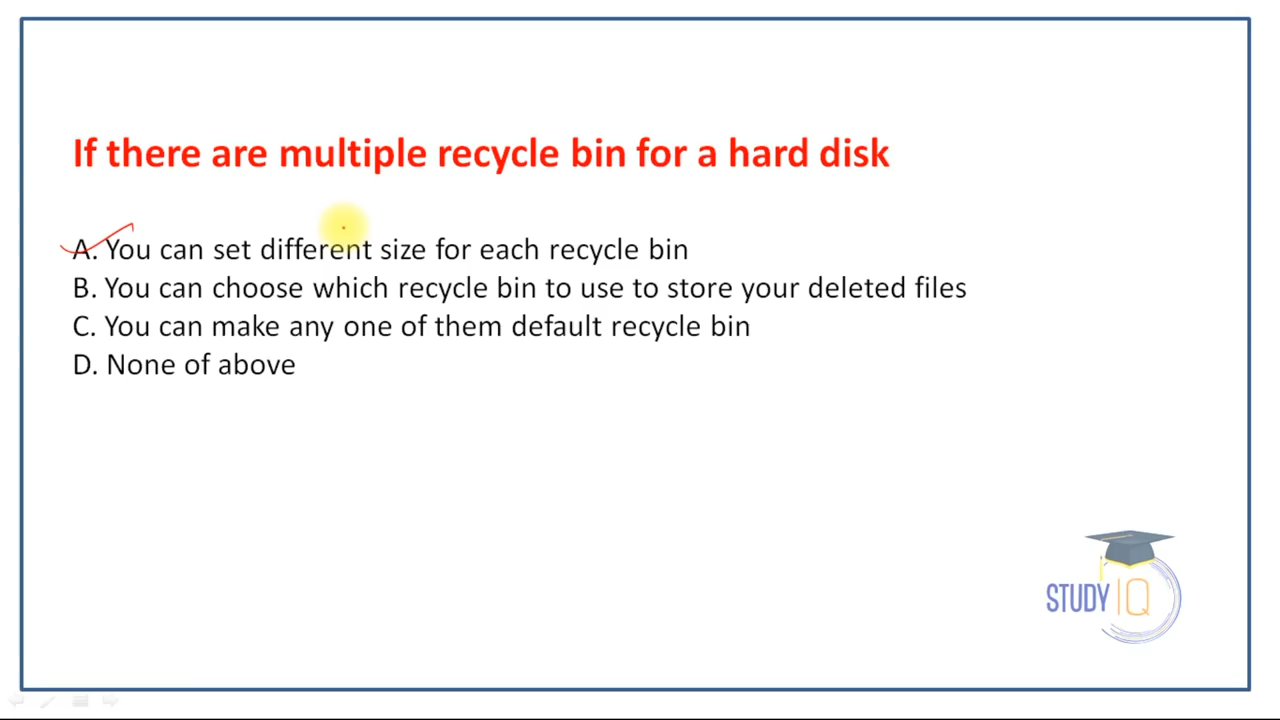 If there are multiple recycle bin for a hard disk
A. You can set different size for each recycle bin
B. You can choose which recycle bin to use to store your deleted files
C. You can make any one of them default recycle bin
D. None of above
STUDY IQ